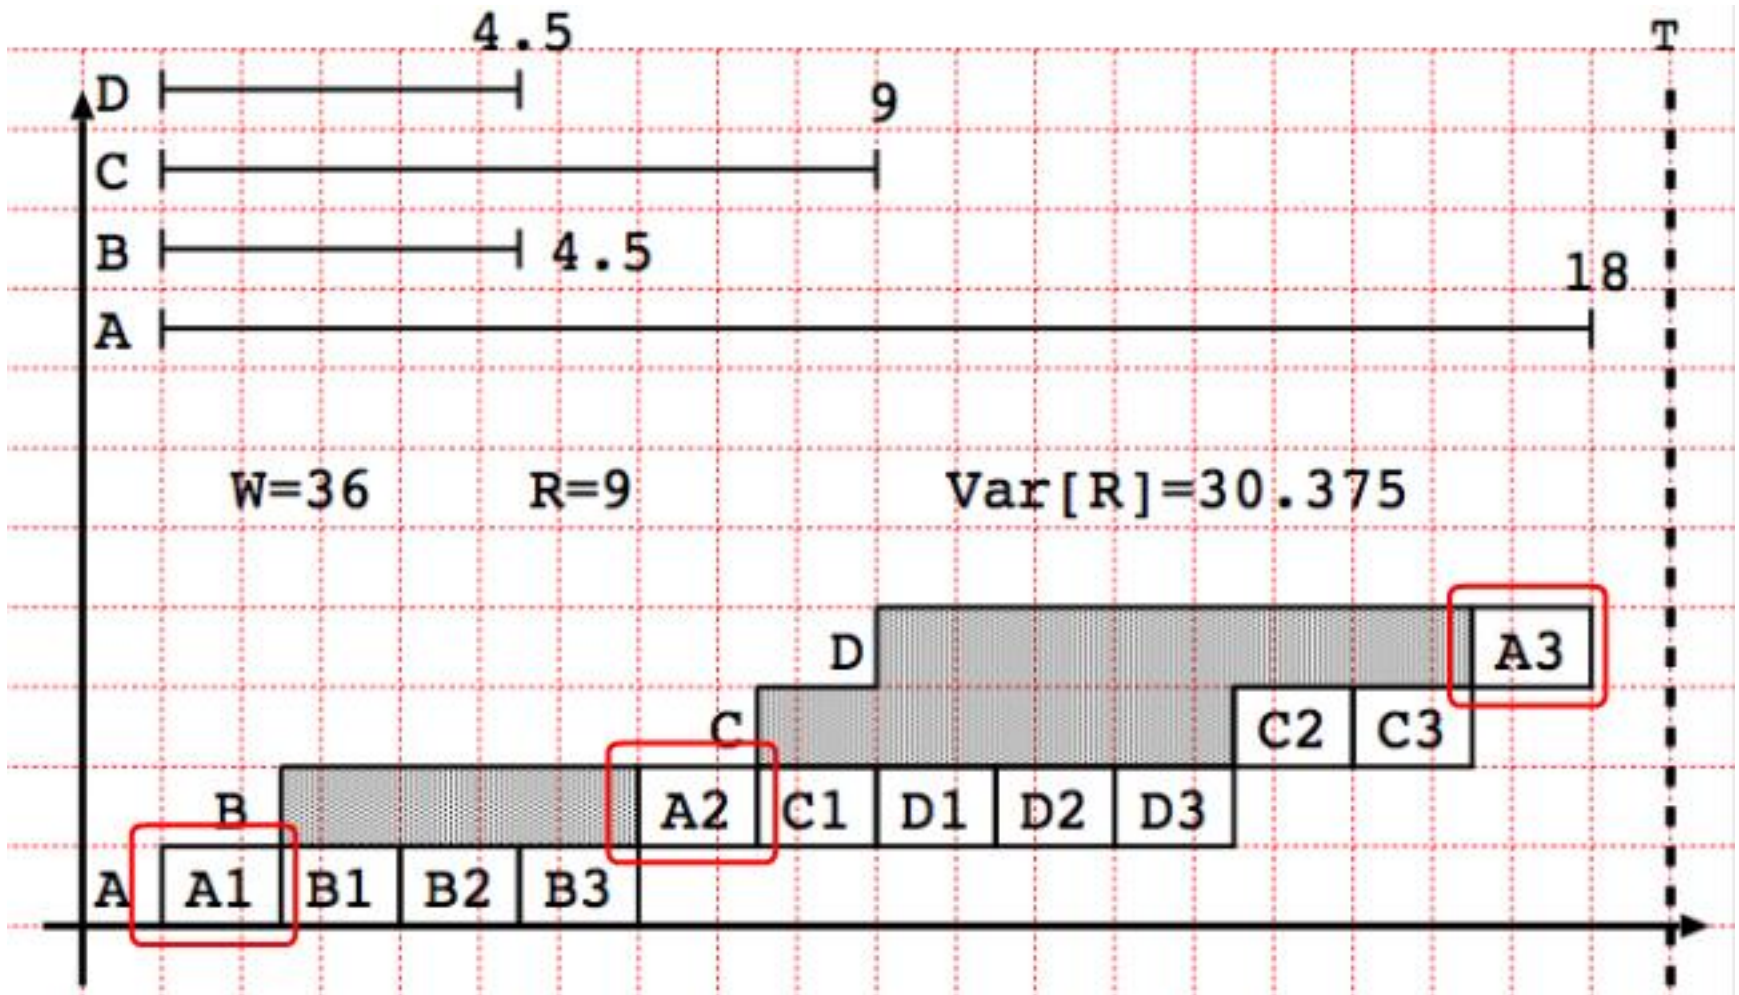 4.5 T
D
9
C
B 4.5
18
A
W=36 R=9 Var[R]=30.375
D A3
C C2 C3
B A2 C1 D1 D2 D3
A A1 B1 B2 B3